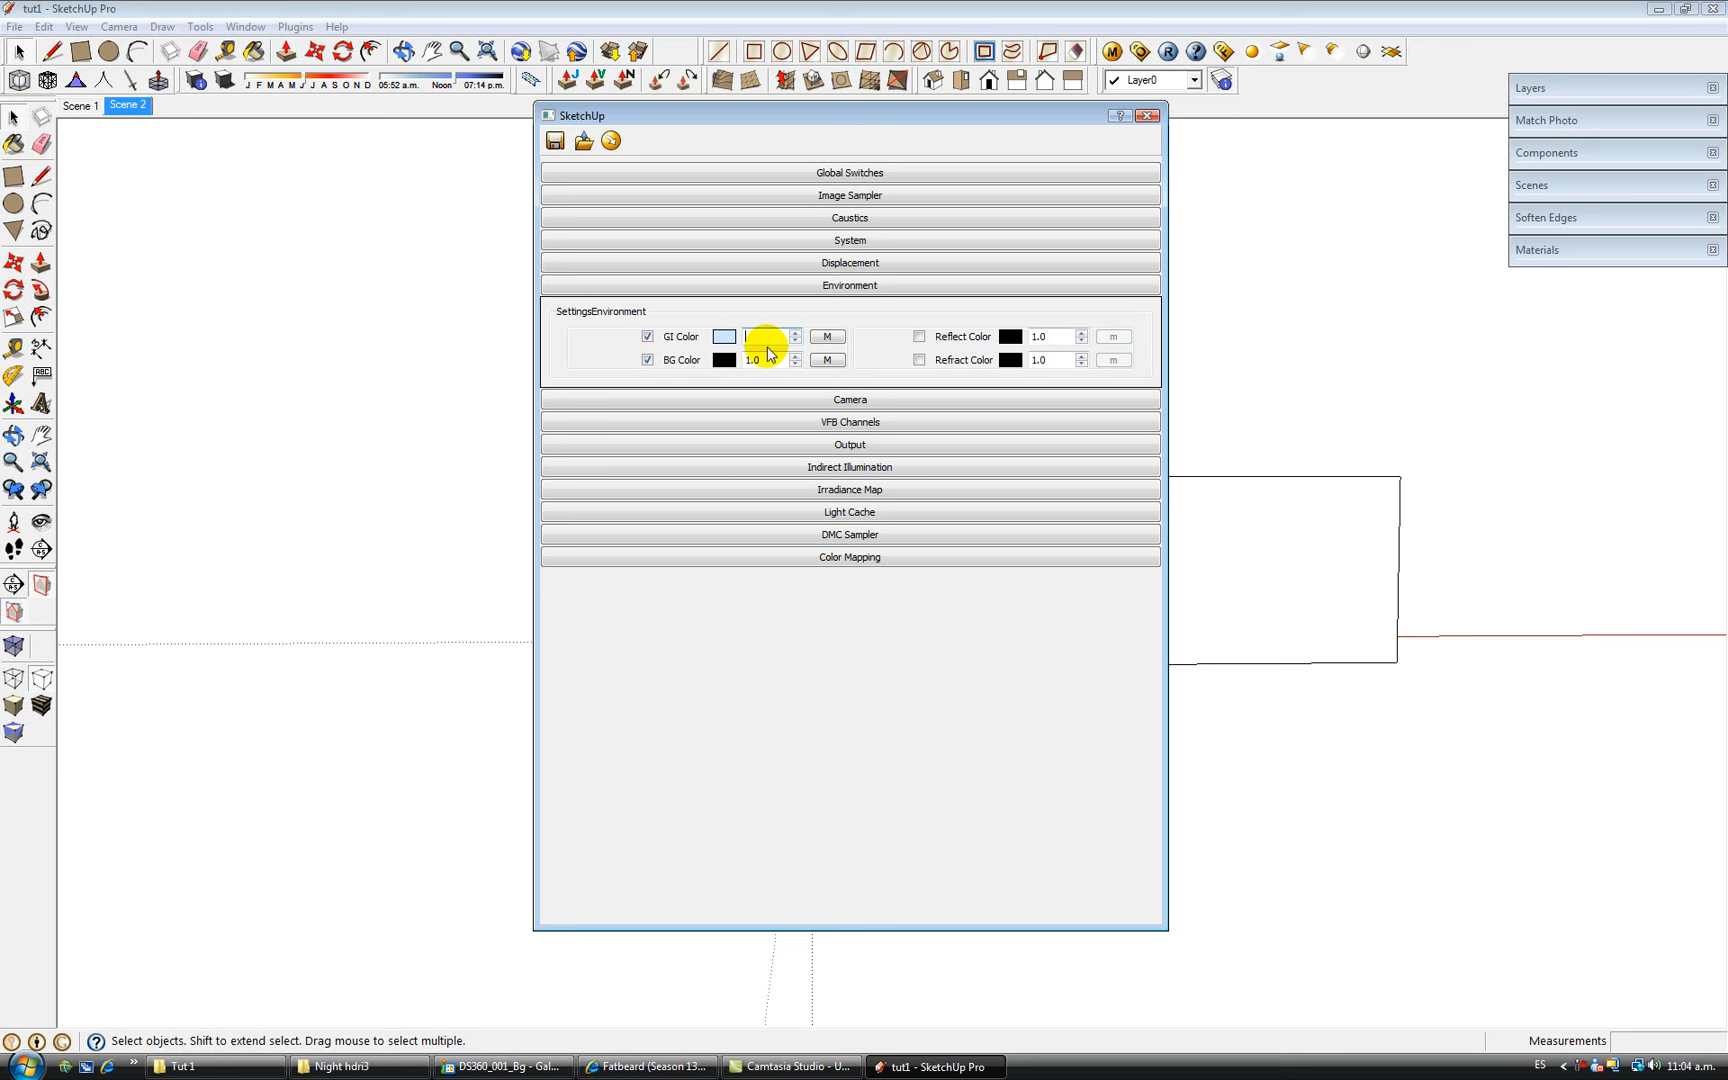 tut1 - SketchUp Pro
File Edit View Camera Draw Tools Window Plugins Help
J F M A M J J A S O N D 05:52 a.m. Noon 07:14 p.m. J V N Layer0
M R
Scene 1 Scene 2
SketchUp
Layers
Match Photo
Components
Scenes
Soften Edges
Materials
Global Switches
Image Sampler
Caustics
System
Displacement
Environment
SettingsEnvironment
GI Color M Reflect Color 1.0 m
BG Color 1.0 M Refract Color 1.0 m
Camera
VFB Channels
Output
Indirect Illumination
Irradiance Map
Light Cache
DMC Sampler
Color Mapping
ABC
Select objects. Shift to extend select. Drag mouse to select multiple. Measurements
Tut 1 Night hdri3 DS360_001_Bg - Gal... Fatbeard (Season 13... Camtasia Studio - U... tut1 - SketchUp Pro ES 11:04 a.m.